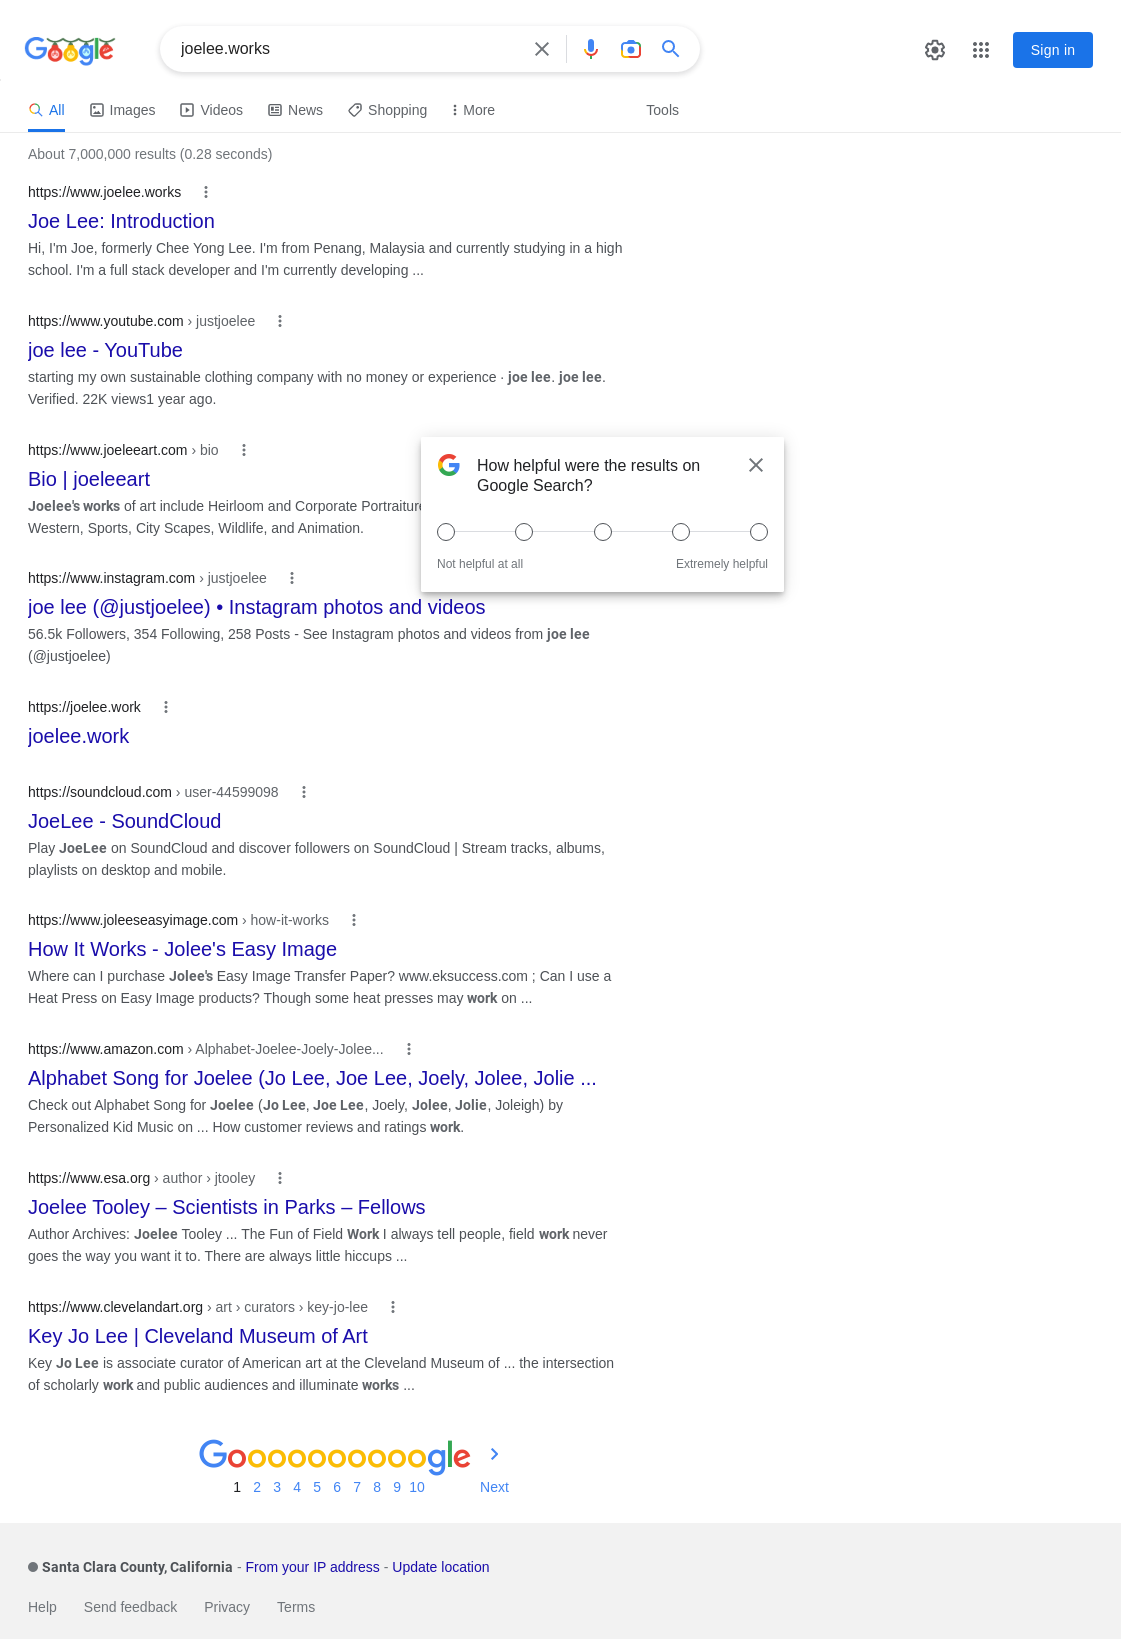 Google
joelee.works
Sign in
All
Images
Videos
News
Shopping
More
Tools
About 7,000,000 results (0.28 seconds)
https://www.joelee.works
Joe Lee: Introduction
Hi, I'm Joe, formerly Chee Yong Lee. I'm from Penang, Malaysia and currently studying in a high
school. I'm a full stack developer and I'm currently developing ...
https://www.youtube.com › justjoelee
joe lee - YouTube
starting my own sustainable clothing company with no money or experience · joe lee. joe lee.
Verified. 22K views1 year ago.
https://www.joeleeart.com › bio
Bio | joeleeart
Joelee's works of art include Heirloom and Corporate Portraiture
Western, Sports, City Scapes, Wildlife, and Animation.
How helpful were the results on
Google Search?
Not helpful at all
Extremely helpful
https://www.instagram.com › justjoelee
joe lee (@justjoelee) • Instagram photos and videos
56.5k Followers, 354 Following, 258 Posts - See Instagram photos and videos from joe lee
(@justjoelee)
https://joelee.work
joelee.work
https://soundcloud.com › user-44599098
JoeLee - SoundCloud
Play JoeLee on SoundCloud and discover followers on SoundCloud | Stream tracks, albums,
playlists on desktop and mobile.
https://www.joleeseasyimage.com › how-it-works
How It Works - Jolee's Easy Image
Where can I purchase Jolee's Easy Image Transfer Paper? www.eksuccess.com ; Can I use a
Heat Press on Easy Image products? Though some heat presses may work on ...
https://www.amazon.com › Alphabet-Joelee-Joely-Jolee...
Alphabet Song for Joelee (Jo Lee, Joe Lee, Joely, Jolee, Jolie ...
Check out Alphabet Song for Joelee (Jo Lee, Joe Lee, Joely, Jolee, Jolie, Joleigh) by
Personalized Kid Music on ... How customer reviews and ratings work.
https://www.esa.org › author › jtooley
Joelee Tooley – Scientists in Parks – Fellows
Author Archives: Joelee Tooley ... The Fun of Field Work I always tell people, field work never
goes the way you want it to. There are always little hiccups ...
https://www.clevelandart.org › art › curators › key-jo-lee
Key Jo Lee | Cleveland Museum of Art
Key Jo Lee is associate curator of American art at the Cleveland Museum of ... the intersection
of scholarly work and public audiences and illuminate works ...
Goooooooooogle
1 2 3 4 5 6 7 8 9 10 Next
Santa Clara County, California - From your IP address - Update location
Help Send feedback Privacy Terms